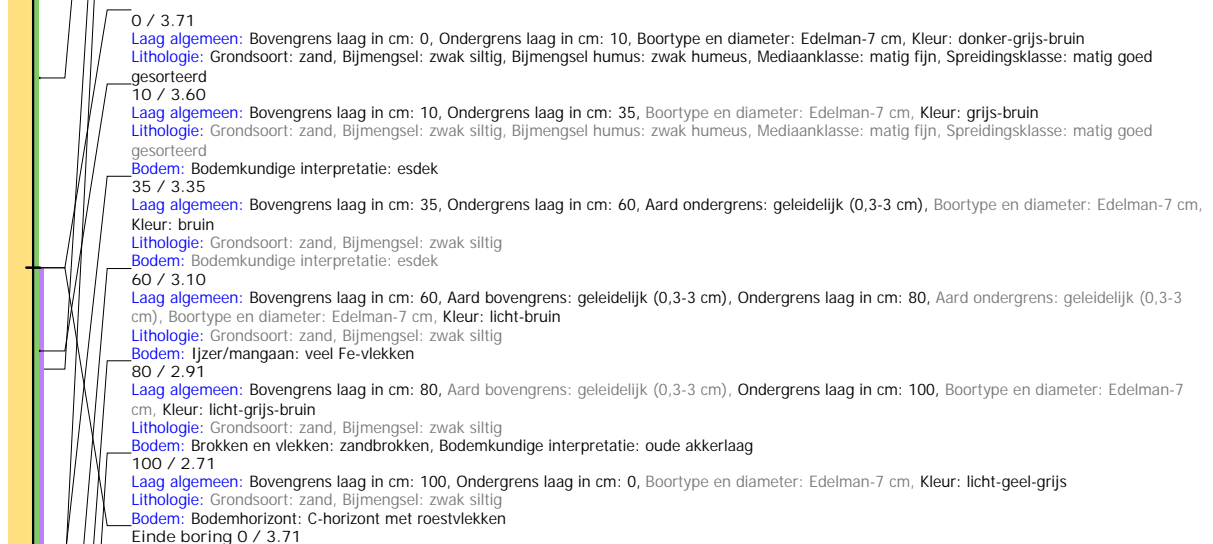 0 / 3.71
Laag algemeen: Bovengrens laag in cm: 0, Ondergrens laag in cm: 10, Boortype en diameter: Edelman-7 cm, Kleur: donker-grijs-bruin
Lithologie: Grondsoort: zand, Bijmengsel: zwak siltig, Bijmengsel humus: zwak humeus, Mediaanklasse: matig fijn, Spreidingsklasse: matig goed
gesorteerd
10 / 3.60
Laag algemeen: Bovengrens laag in cm: 10, Ondergrens laag in cm: 35, Boortype en diameter: Edelman-7 cm, Kleur: grijs-bruin
Lithologie: Grondsoort: zand, Bijmengsel: zwak siltig, Bijmengsel humus: zwak humeus, Mediaanklasse: matig fijn, Spreidingsklasse: matig goed
gesorteerd
Bodem: Bodemkundige interpretatie: esdek
35 / 3.35
Laag algemeen: Bovengrens laag in cm: 35, Ondergrens laag in cm: 60, Aard ondergrens: geleidelijk (0,3-3 cm), Boortype en diameter: Edelman-7 cm,
Kleur: bruin
Lithologie: Grondsoort: zand, Bijmengsel: zwak siltig
Bodem: Bodemkundige interpretatie: esdek
60 / 3.10
Laag algemeen: Bovengrens laag in cm: 60, Aard bovengrens: geleidelijk (0,3-3 cm), Ondergrens laag in cm: 80, Aard ondergrens: geleidelijk (0,3-3
cm), Boortype en diameter: Edelman-7 cm, Kleur: licht-bruin
Lithologie: Grondsoort: zand, Bijmengsel: zwak siltig
Bodem: Ijzer/mangaan: veel Fe-vlekken
80 / 2.91
Laag algemeen: Bovengrens laag in cm: 80, Aard bovengrens: geleidelijk (0,3-3 cm), Ondergrens laag in cm: 100, Boortype en diameter: Edelman-7
cm, Kleur: licht-grijs-bruin
Lithologie: Grondsoort: zand, Bijmengsel: zwak siltig
Bodem: Brokken en vlekken: zandbrokken, Bodemkundige interpretatie: oude akkerlaag
100 / 2.71
Laag algemeen: Bovengrens laag in cm: 100, Ondergrens laag in cm: 0, Boortype en diameter: Edelman-7 cm, Kleur: licht-geel-grijs
Lithologie: Grondsoort: zand, Bijmengsel: zwak siltig
Bodem: Bodemhorizont: C-horizont met roestvlekken
Einde boring 0 / 3.71